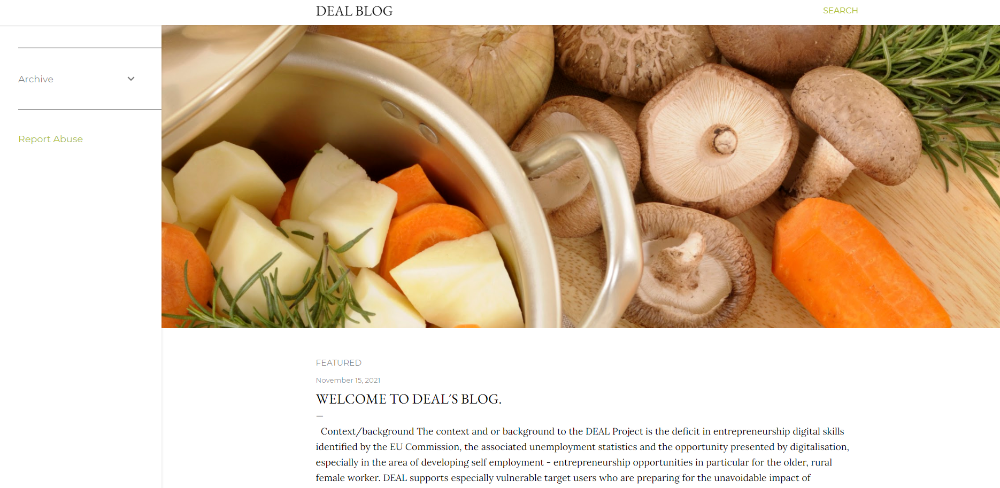 DEAL BLOG
SEARCH
Archive
Report Abuse
FEATURED
November 15, 2021
WELCOME TO DEAL´S BLOG.
Context/background The context and or background to the DEAL Project is the deficit in entrepreneurship digital skills
identified by the EU Commission, the associated unemployment statistics and the opportunity presented by digitalisation,
especially in the area of developing self employment - entrepreneurship opportunities in particular for the older, rural
female worker. DEAL supports especially vulnerable target users who are preparing for the unavoidable impact of